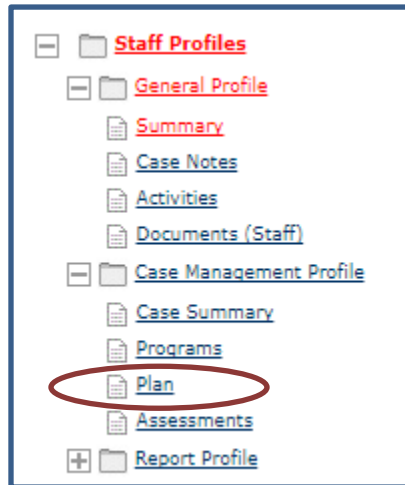 Staff Profiles
General Profile
Summary
Case Notes
Activities
Documents (Staff)
Case Management Profile
Case Summary
Programs
Plan
Assessments
Report Profile